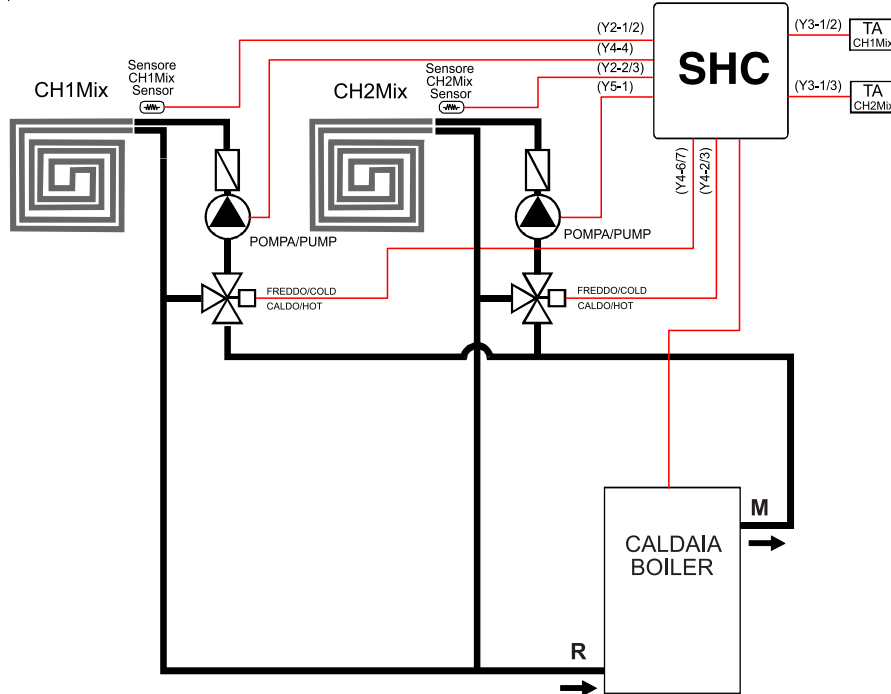 (Y2-1/2)
(Y3-1/2)
TA
CH1Mix
(Y4-4)
Sensore
CH1Mix
Sensor
Sensore
CH2Mix
Sensor
(Y2-2/3)
SHC
CH1Mix
CH2Mix
(Y5-1)
(Y3-1/3)
TA
CH2Mix
(Y4-6/7)
(Y4-2/3)
POMPA/PUMP
POMPA/PUMP
FREDDO/COLD
CALDO/HOT
FREDDO/COLD
CALDO/HOT
M
CALDAIA
BOILER
R